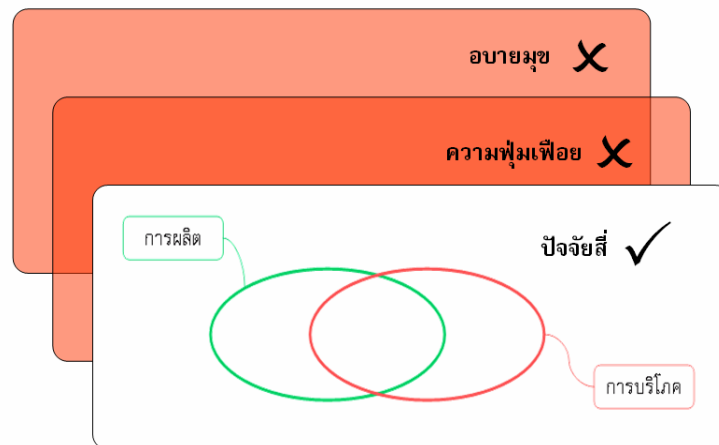 อบายมุข
ความฟุ่มเฟือย
ปัจจัยสี่
การผลิต
การบริโภค